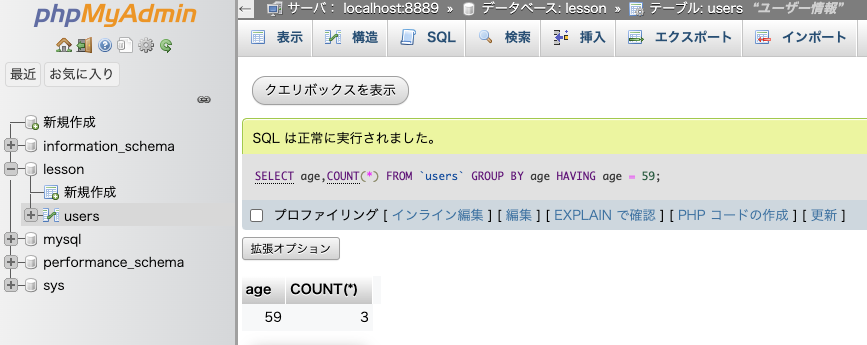 phpMyAdmin
最近 お気に入り
新規作成
information_schema
lesson
新規作成
users
mysql
performance_schema
sys
サーバ： localhost:8889 » データベース: lesson » テーブル: users “ユーザー情報”
表示 構造 SQL 検索 挿入 エクスポート インポート
クエリボックスを表示
SQL は正常に実行されました。
SELECT age,COUNT(*) FROM `users` GROUP BY age HAVING age = 59;
プロファイリング [ インライン編集 ] [ 編集 ] [ EXPLAIN で確認 ] [ PHP コードの作成 ] [ 更新 ]
拡張オプション
age COUNT(*)
59 3